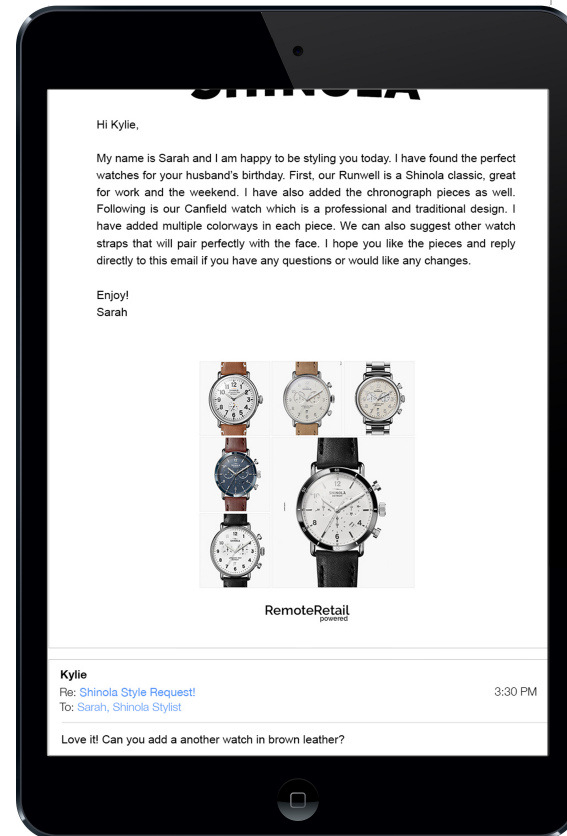 SHINOLA
Hi Kylie,
My name is Sarah and I am happy to be styling you today. I have found the perfect
watches for your husband's birthday. First, our Runwell is a Shinola classic, great
for work and the weekend. I have also added the chronograph pieces as well.
Following is our Canfield watch which is a professional and traditional design. I
have added multiple colorways in each piece. We can also suggest other watch
straps that will pair perfectly with the face. I hope you like the pieces and reply
directly to this email if you have any questions or would like any changes.
Enjoy!
Sarah
SHINOLA
RemoteRetail
powered
Kylie
Re: Shinola Style Request!
3:30 PM
To: Sarah, Shinola Stylist
Love it! Can you add a another watch in brown leather?